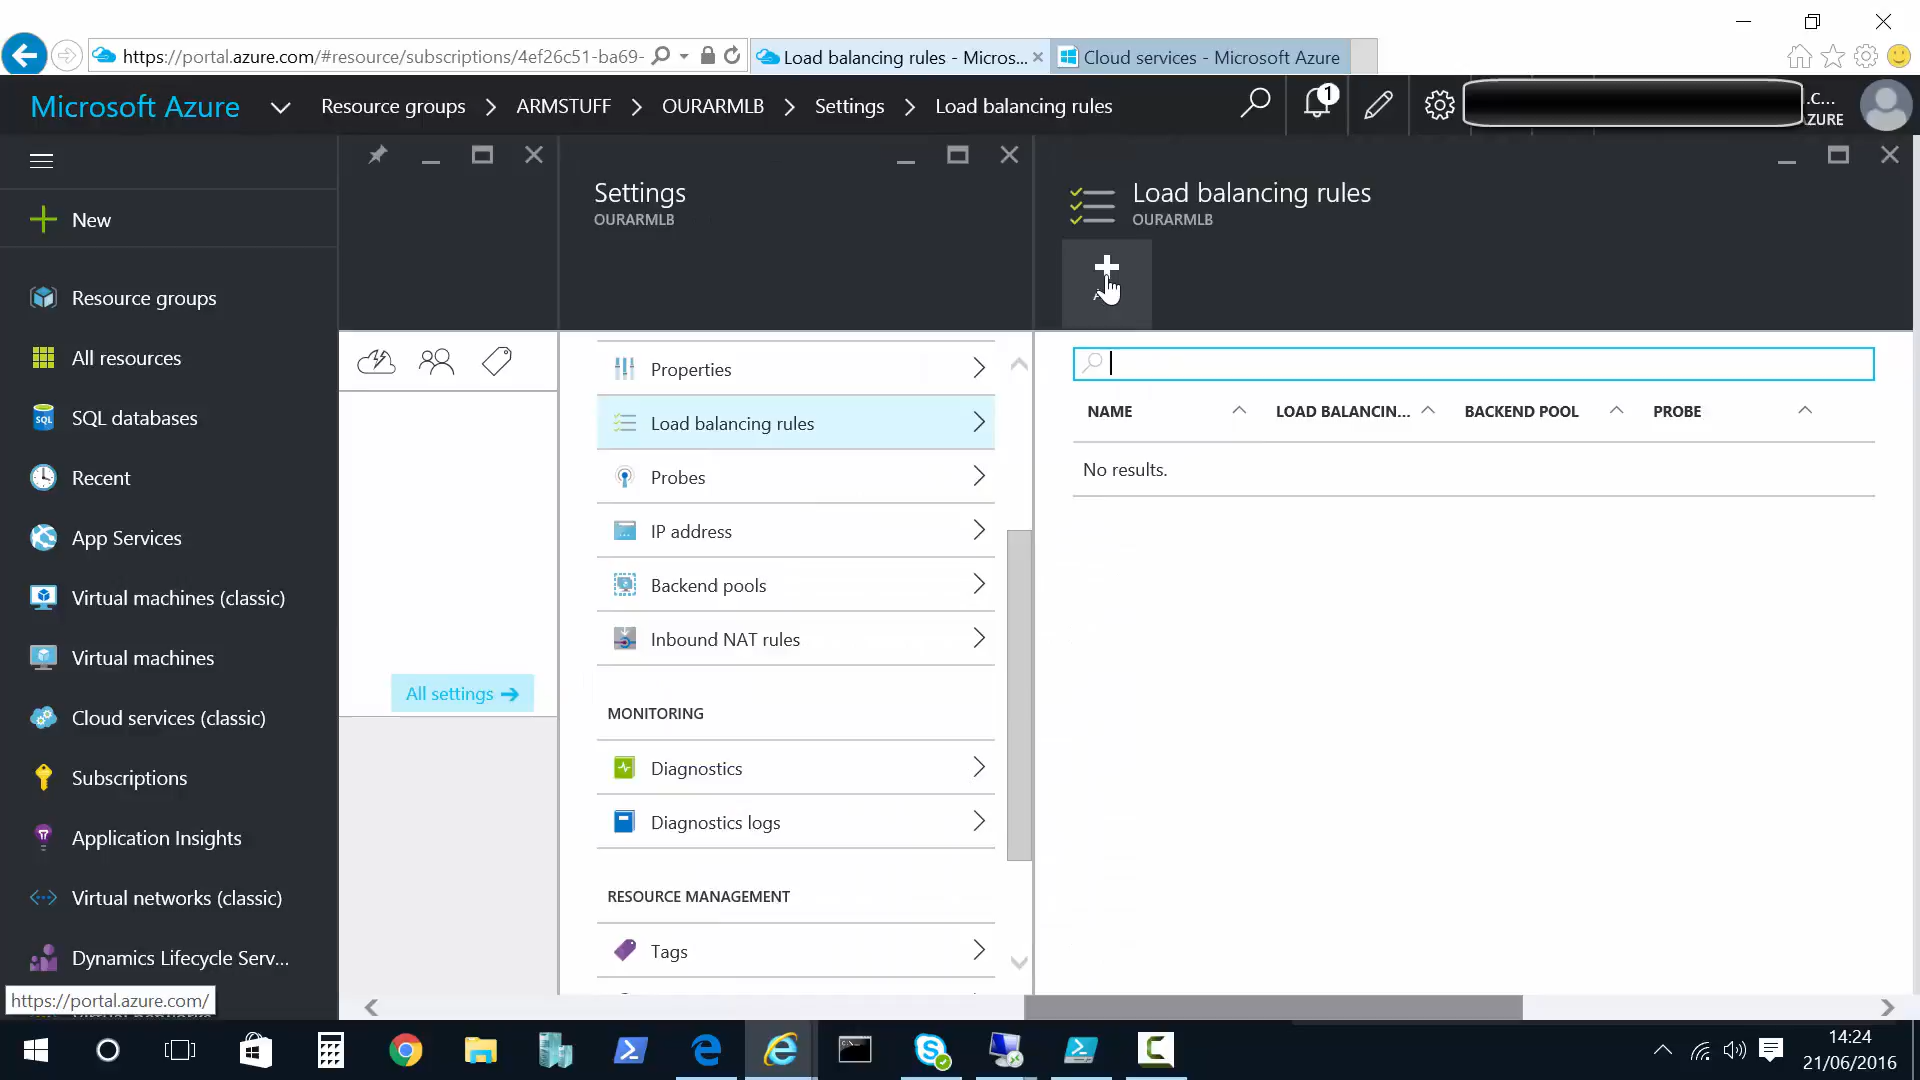 https://portal.azure.com/#resource/subscriptions/4ef26c51-ba69-
Load balancing rules - Micros...
Cloud services - Microsoft Azure
Microsoft Azure
Resource groups
ARMSTUFF
OURARMLB
Settings
Load balancing rules
1
.C...
AZURE
New
Resource groups
All resources
SQL databases
Recent
App Services
Virtual machines (classic)
Virtual machines
Cloud services (classic)
Subscriptions
Application Insights
Virtual networks (classic)
Dynamics Lifecycle Serv...
https://portal.azure.com/
All settings
Settings
OURARMLB
Properties
Load balancing rules
Probes
IP address
Backend pools
Inbound NAT rules
MONITORING
Diagnostics
Diagnostics logs
RESOURCE MANAGEMENT
Tags
Load balancing rules
OURARMLB
NAME
LOAD BALANCIN...
BACKEND POOL
PROBE
No results.
14:24
21/06/2016